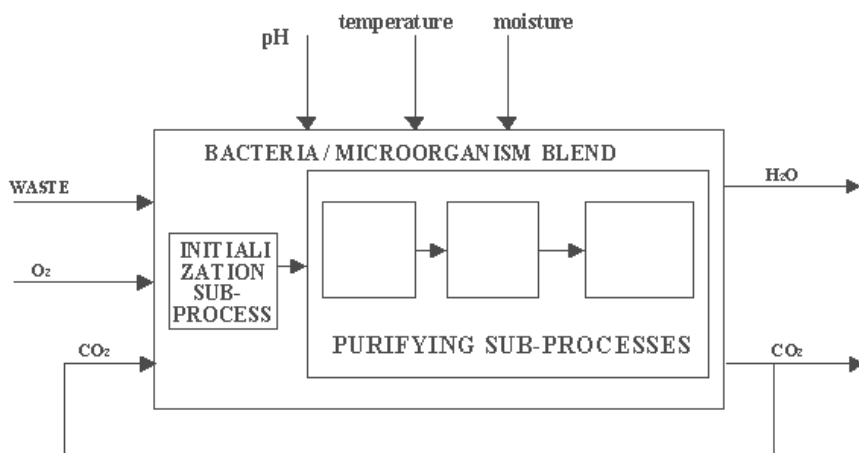 pH
temperature
moisture
BACTERIA / MICROORGANISM BLEND
WASTE
H₂O
INITIALI
ZATION
SUB-
PROCESS
O₂
PURIFYING SUB-PROCESSES
CO₂
CO₂